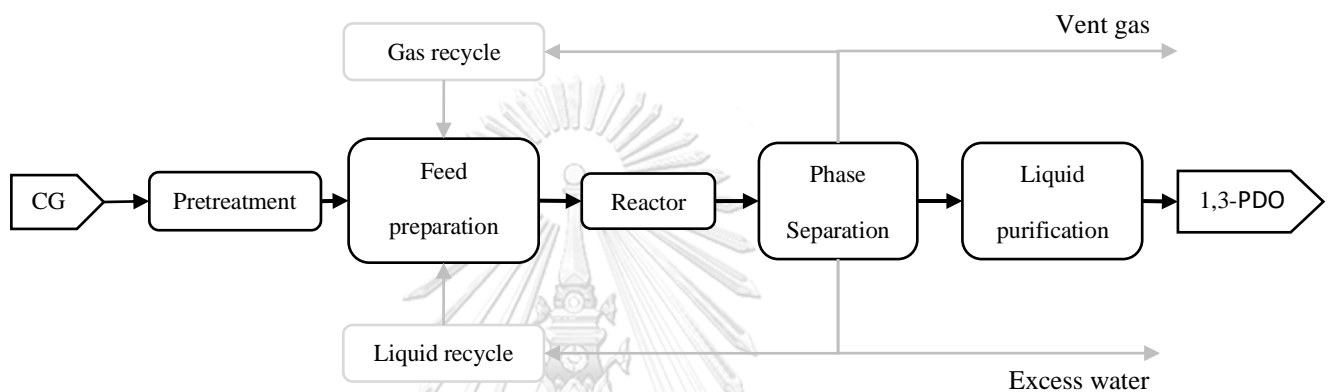 Vent gas
Gas recycle
CG
Pretreatment
Feed
preparation
Reactor
Phase
Separation
Liquid
purification
1,3-PDO
Liquid recycle
Excess water